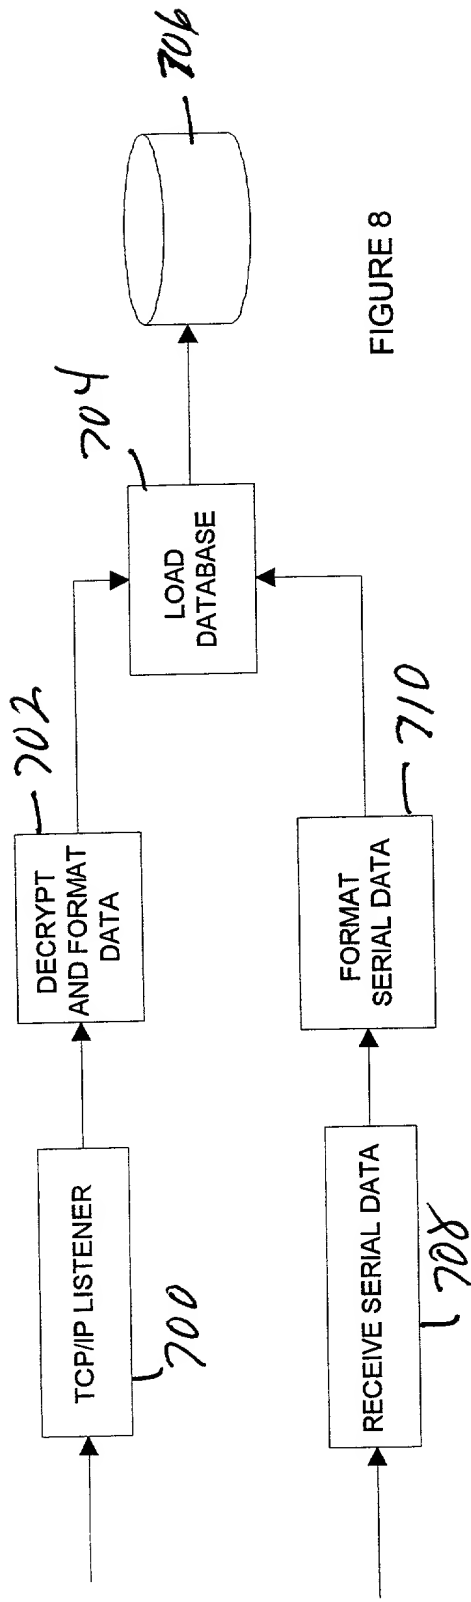 706
704
LOAD
DATABASE
FIGURE 8
702
DECRYPT
AND FORMAT
DATA
710
FORMAT
SERIAL DATA
TCP/IP LISTENER
700
RECEIVE SERIAL DATA
708